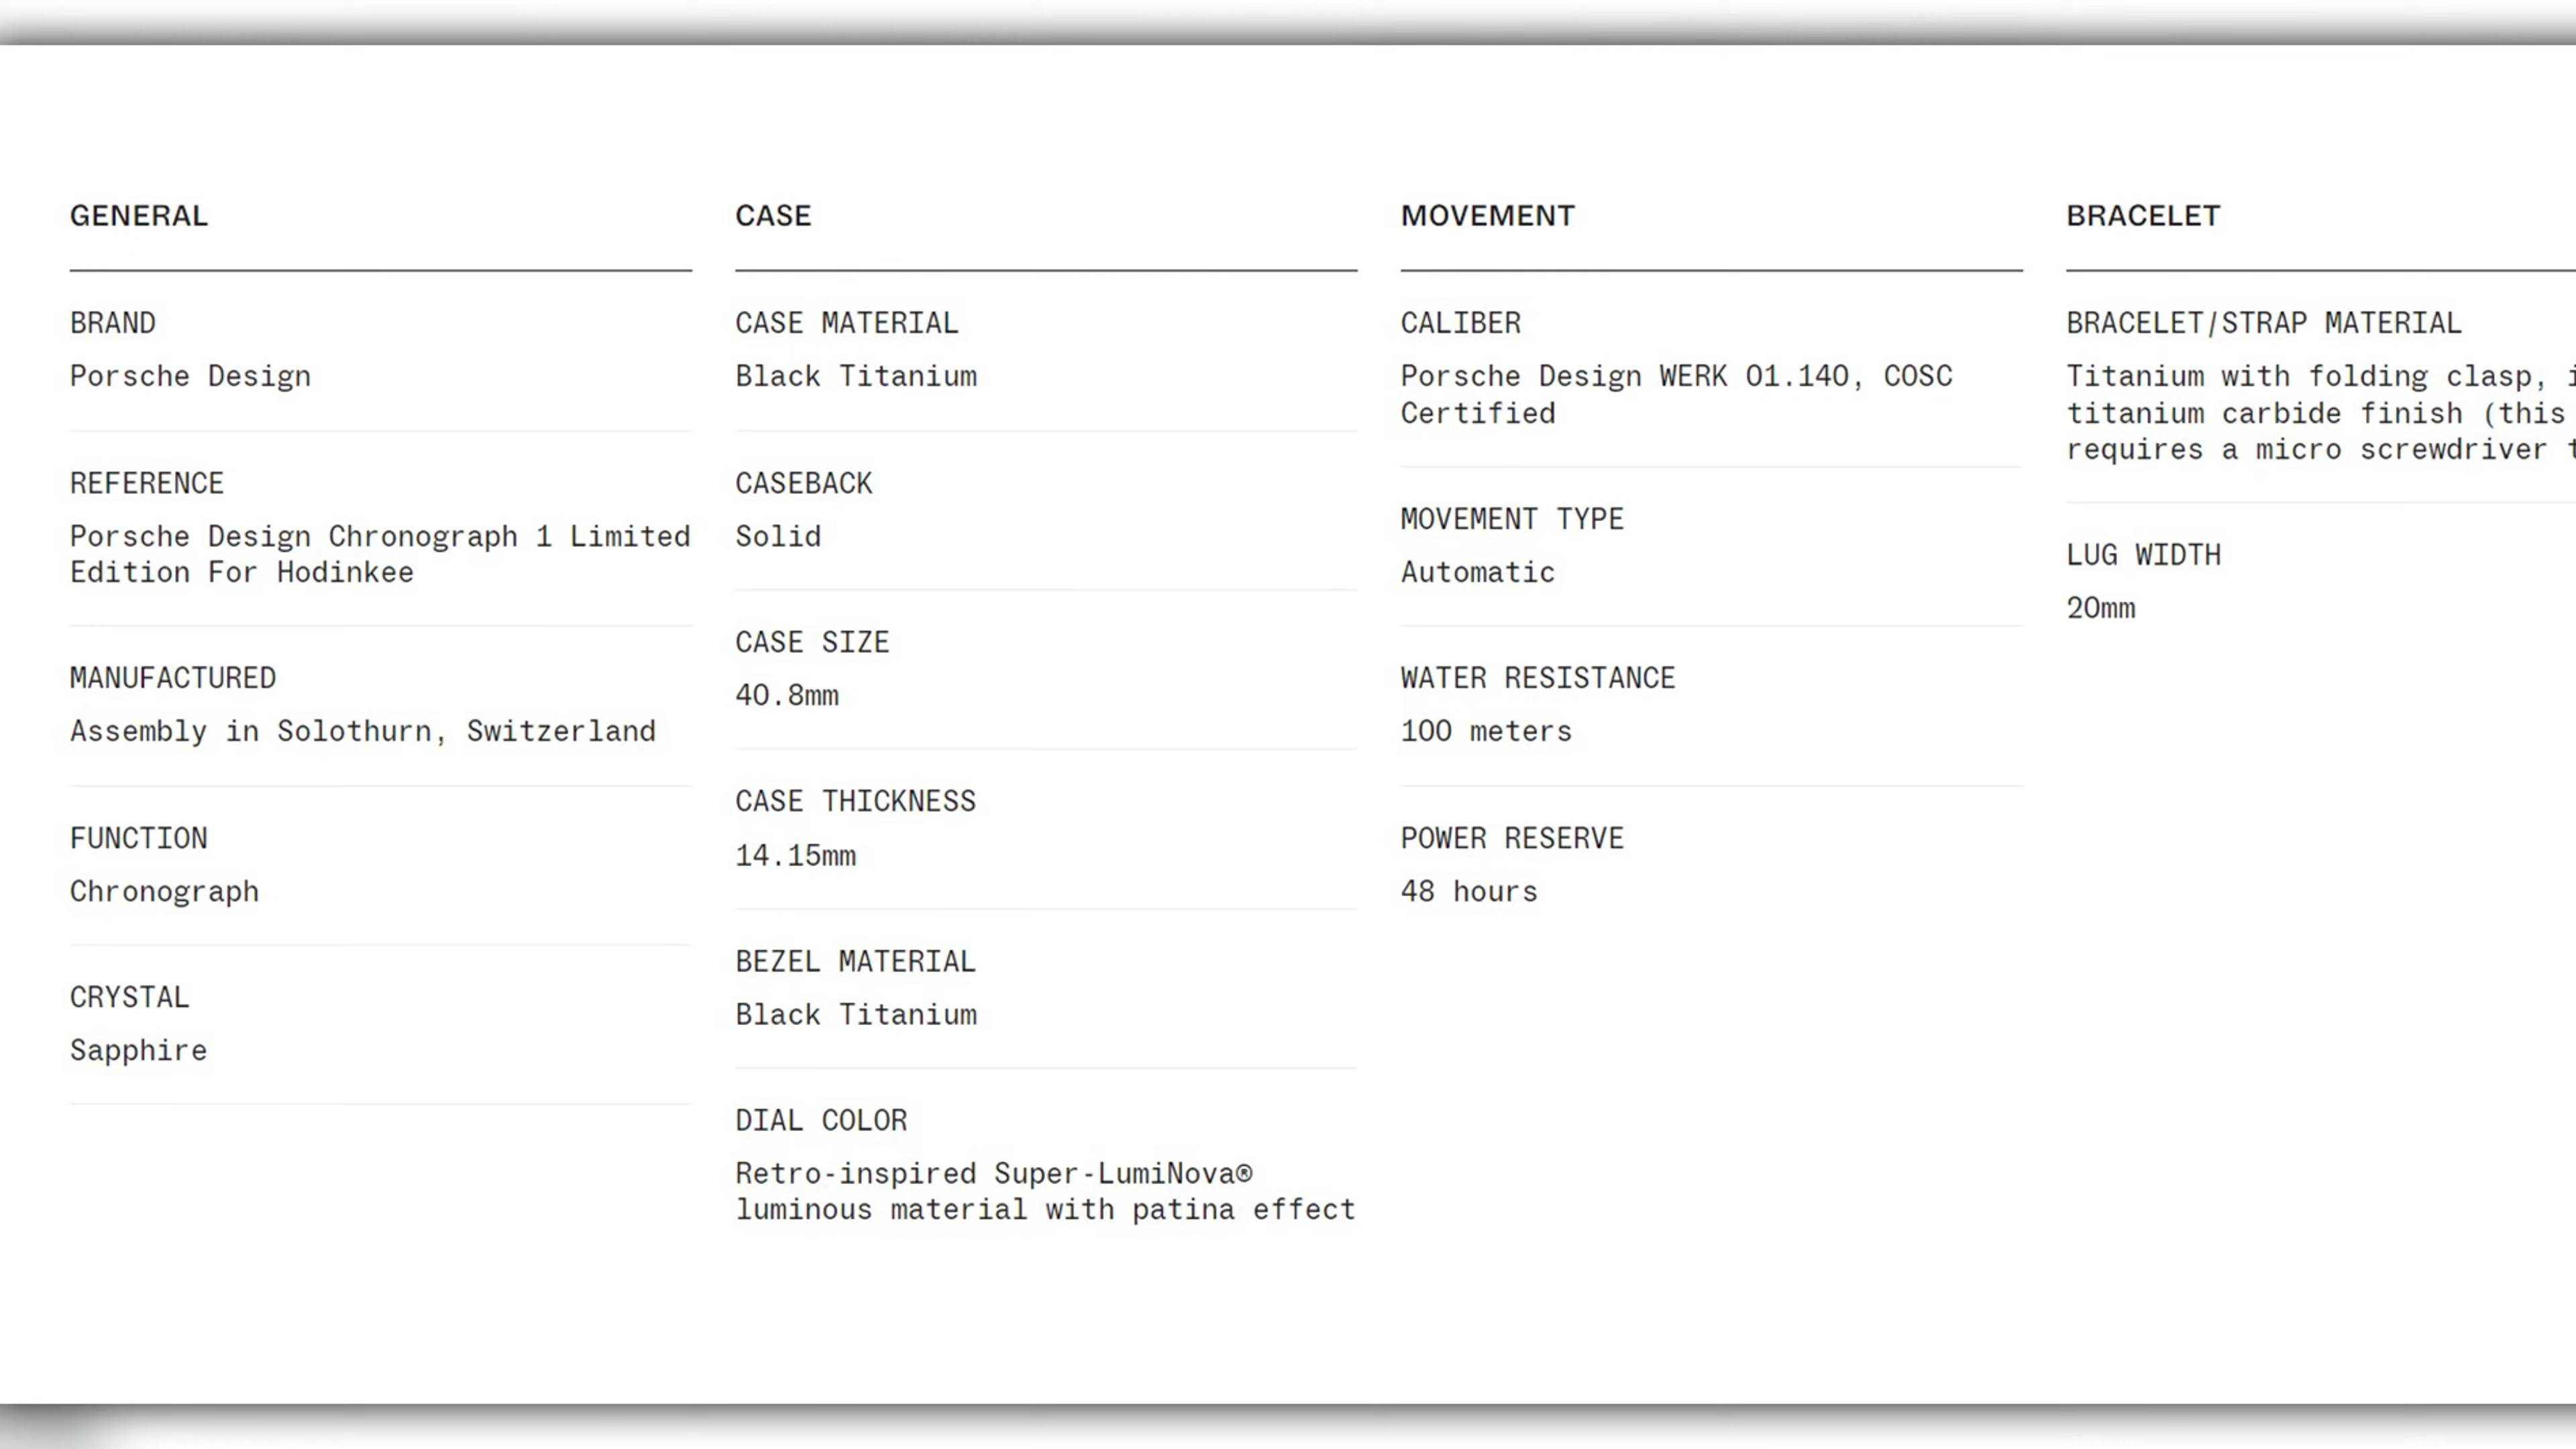 GENERAL
BRAND
Porsche Design
REFERENCE
Porsche Design Chronograph 1 Limited
Edition For Hodinkee
MANUFACTURED
Assembly in Solothurn, Switzerland
FUNCTION
Chronograph
CRYSTAL
Sapphire
CASE
CASE MATERIAL
Black Titanium
CASEBACK
Solid
CASE SIZE
40.8mm
CASE THICKNESS
14.15mm
BEZEL MATERIAL
Black Titanium
DIAL COLOR
Retro-inspired Super-LumiNova®
luminous material with patina effect
MOVEMENT
CALIBER
Porsche Design WERK 01.140, COSC
Certified
MOVEMENT TYPE
Automatic
WATER RESISTANCE
100 meters
POWER RESERVE
48 hours
BRACELET
BRACELET/STRAP MATERIAL
Titanium with folding clasp,
titanium carbide finish (this
requires a micro screwdriver
LUG WIDTH
20mm